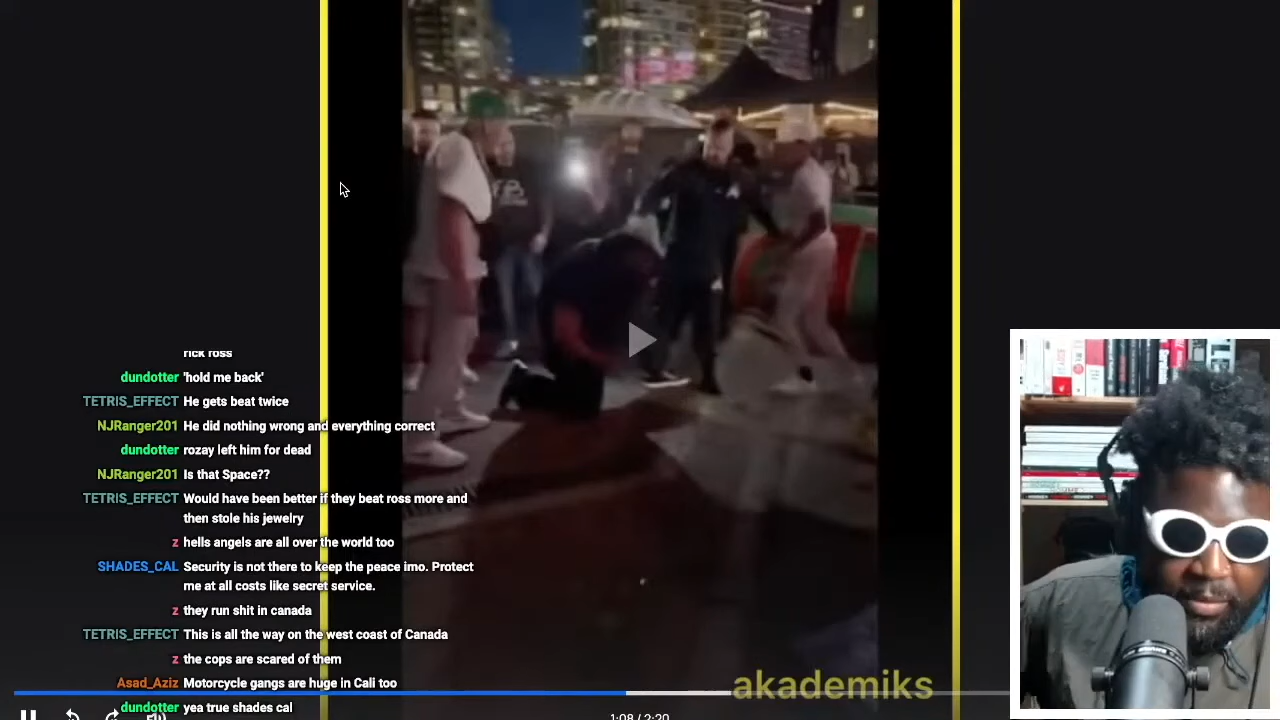 rick ross
dundotter 'hold me back'
TETRIS_EFFECT He gets beat twice
NJRanger201 He did nothing wrong and everything correct
dundotter rozay left him for dead
NJRanger201 Is that Space??
TETRIS_EFFECT Would have been better if they beat ross more and
then stole his jewelry
z hells angels are all over the world too
SHADES_CAL Security is not there to keep the peace imo. Protect
me at all costs like secret service.
z they run shit in canada
TETRIS_EFFECT This is all the way on the west coast of Canada
z the cops are scared of them
Asad_Aziz Motorcycle gangs are huge in Cali too
akademiks
dundotter yea true shades cal
1:08 / 2:20